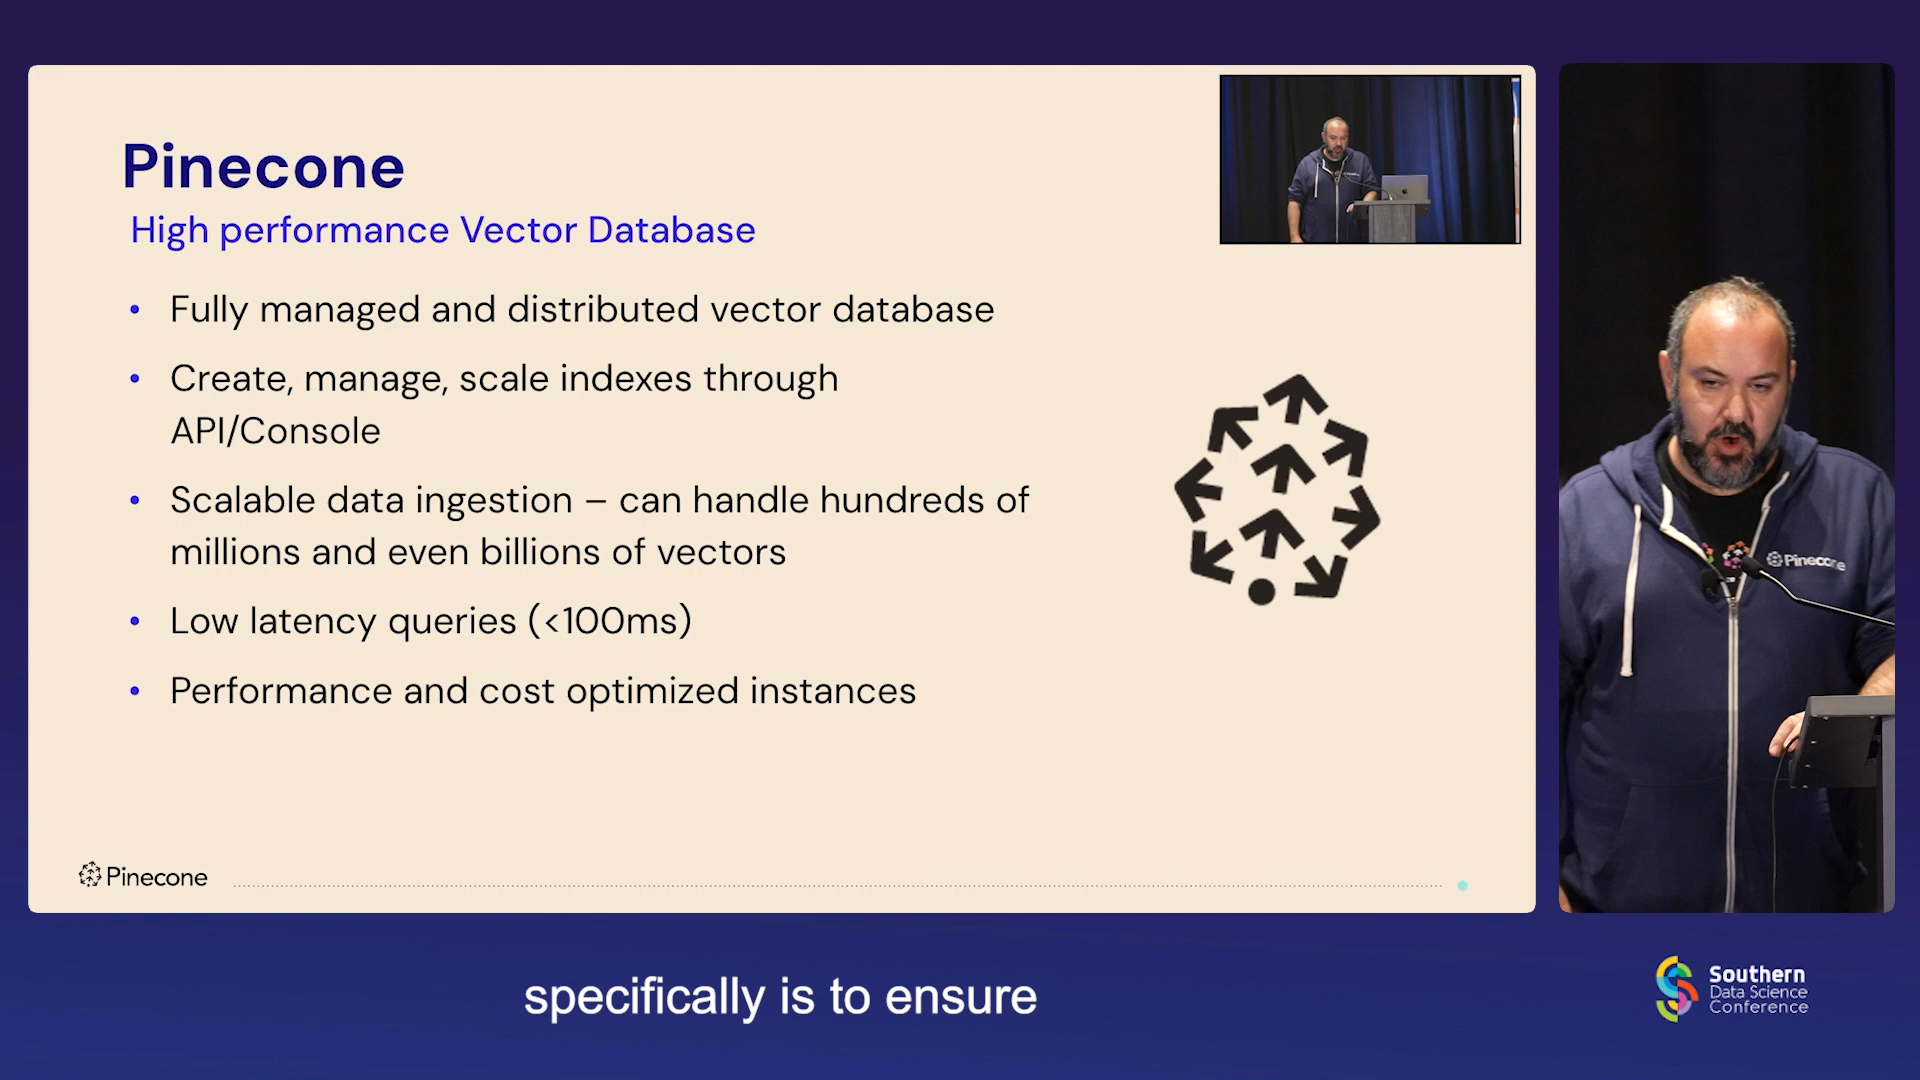 Pinecone
High performance Vector Database
• Fully managed and distributed vector database
• Create, manage, scale indexes through
API/Console
• Scalable data ingestion – can handle hundreds of
millions and even billions of vectors
• Low latency queries (<100ms)
• Performance and cost optimized instances
Pinecone
Pinecone
specifically is to ensure
Southern
Data Science
Conference